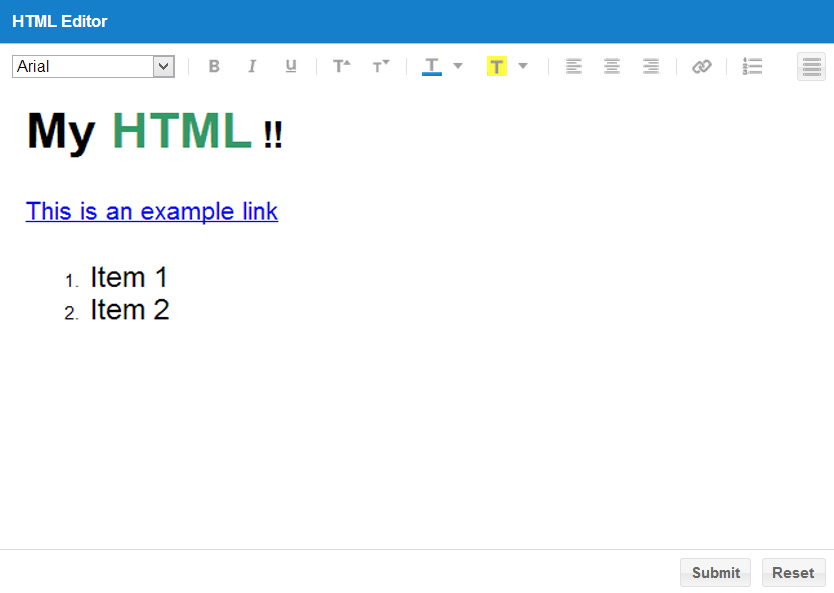 HTML Editor
Arial B I U T T T T
My HTML !!
This is an example link
1. Item 1
2. Item 2
Submit Reset